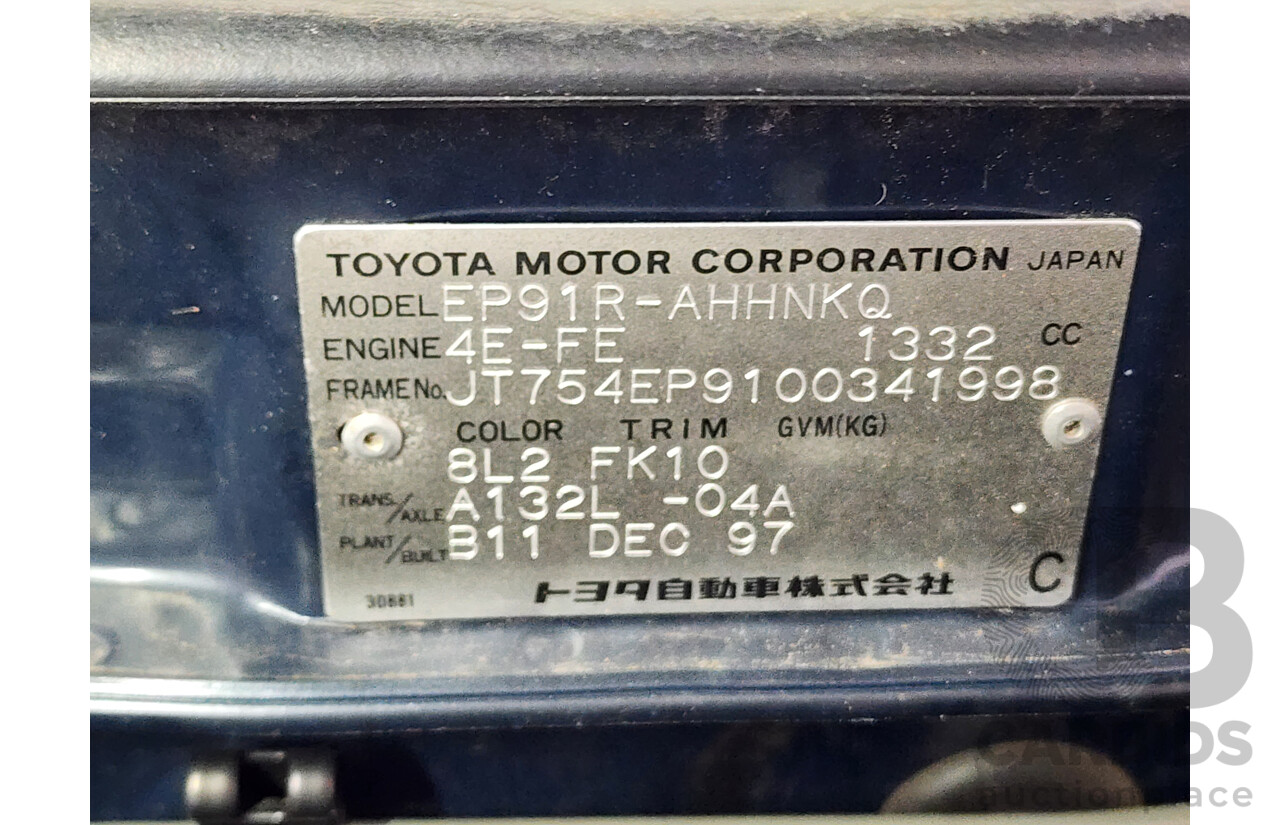 TOYOTA MOTOR CORPORATION JAPAN
MODEL EP91R-AHHNKQ
ENGINE 4E-FE 1332 CC
FRAME No. JT754EP9100341998
COLOR TRIM GVM(KG)
8L2 FK10
TRANS./AXLE A132L -04A
PLANT/BUILT B11 DEC 97
30881 トヨタ自動車株式会社 C